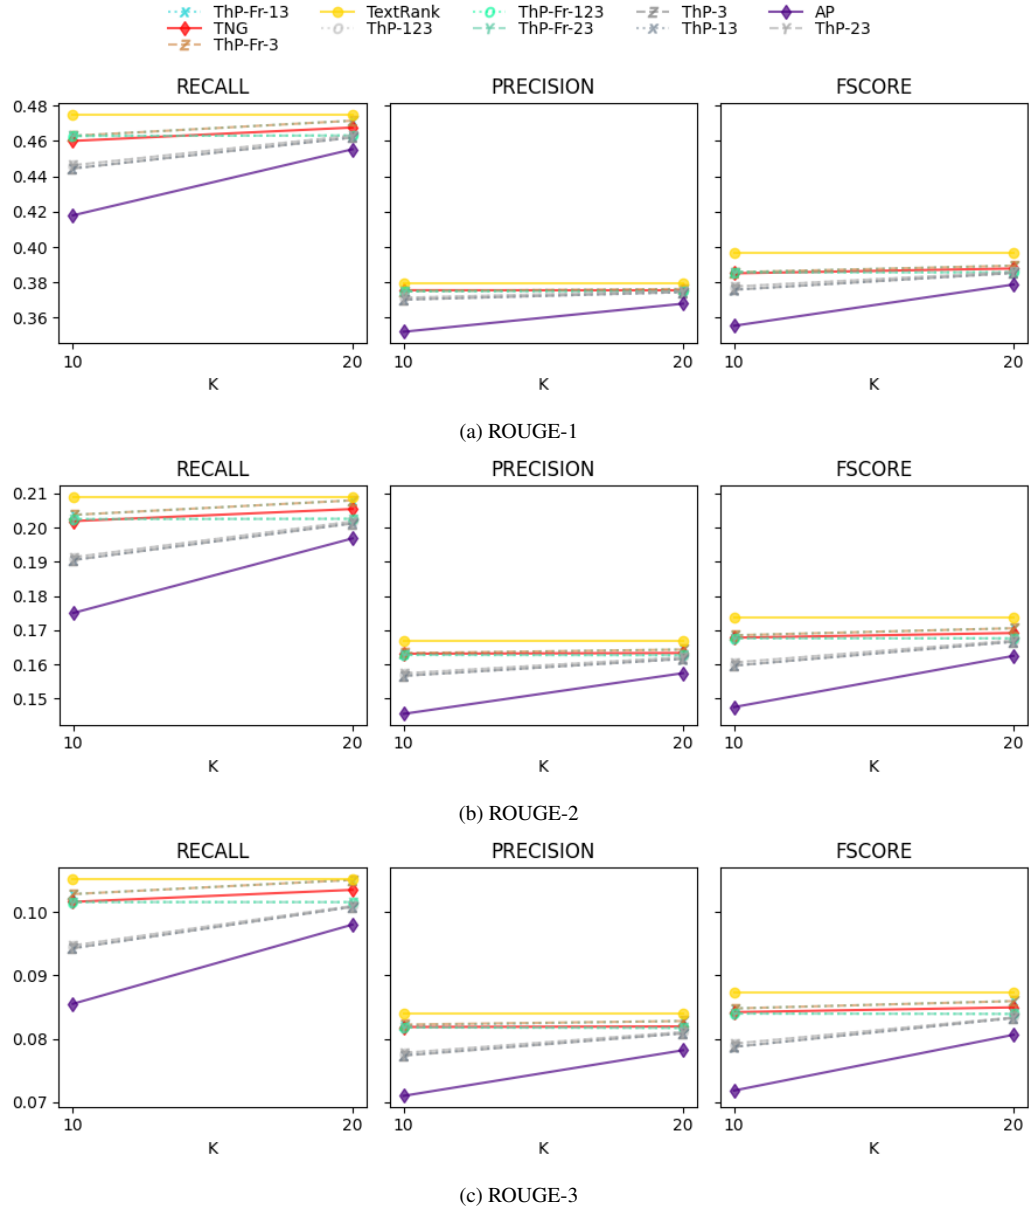 ThP-Fr-13 TextRank ThP-Fr-123 ThP-3 AP
TNG ThP-123 ThP-Fr-23 ThP-13 ThP-23
ThP-Fr-3
RECALL PRECISION FSCORE
0.48
0.46
0.44
0.42
0.40
0.38
0.36
10 20 10 20 10 20
K K K
(a) ROUGE-1
RECALL PRECISION FSCORE
0.21
0.20
0.19
0.18
0.17
0.16
0.15
10 20 10 20 10 20
K K K
(b) ROUGE-2
RECALL PRECISION FSCORE
0.10
0.09
0.08
0.07
10 20 10 20 10 20
K K K
(c) ROUGE-3